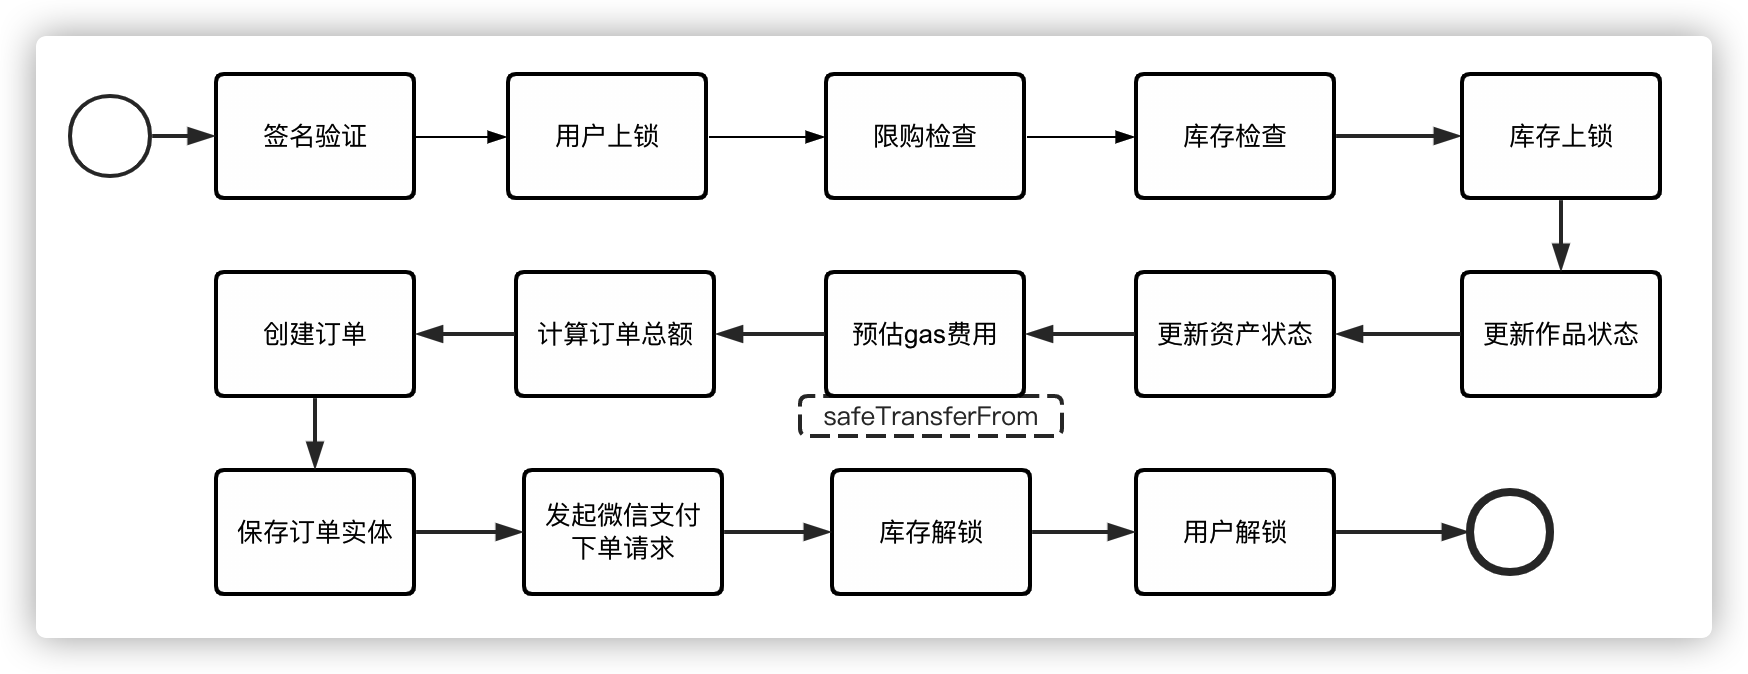 签名验证
用户上锁
限购检查
库存检查
库存上锁
更新作品状态
更新资产状态
预估gas费用
safeTransferFrom
计算订单总额
创建订单
保存订单实体
发起微信支付
下单请求
库存解锁
用户解锁